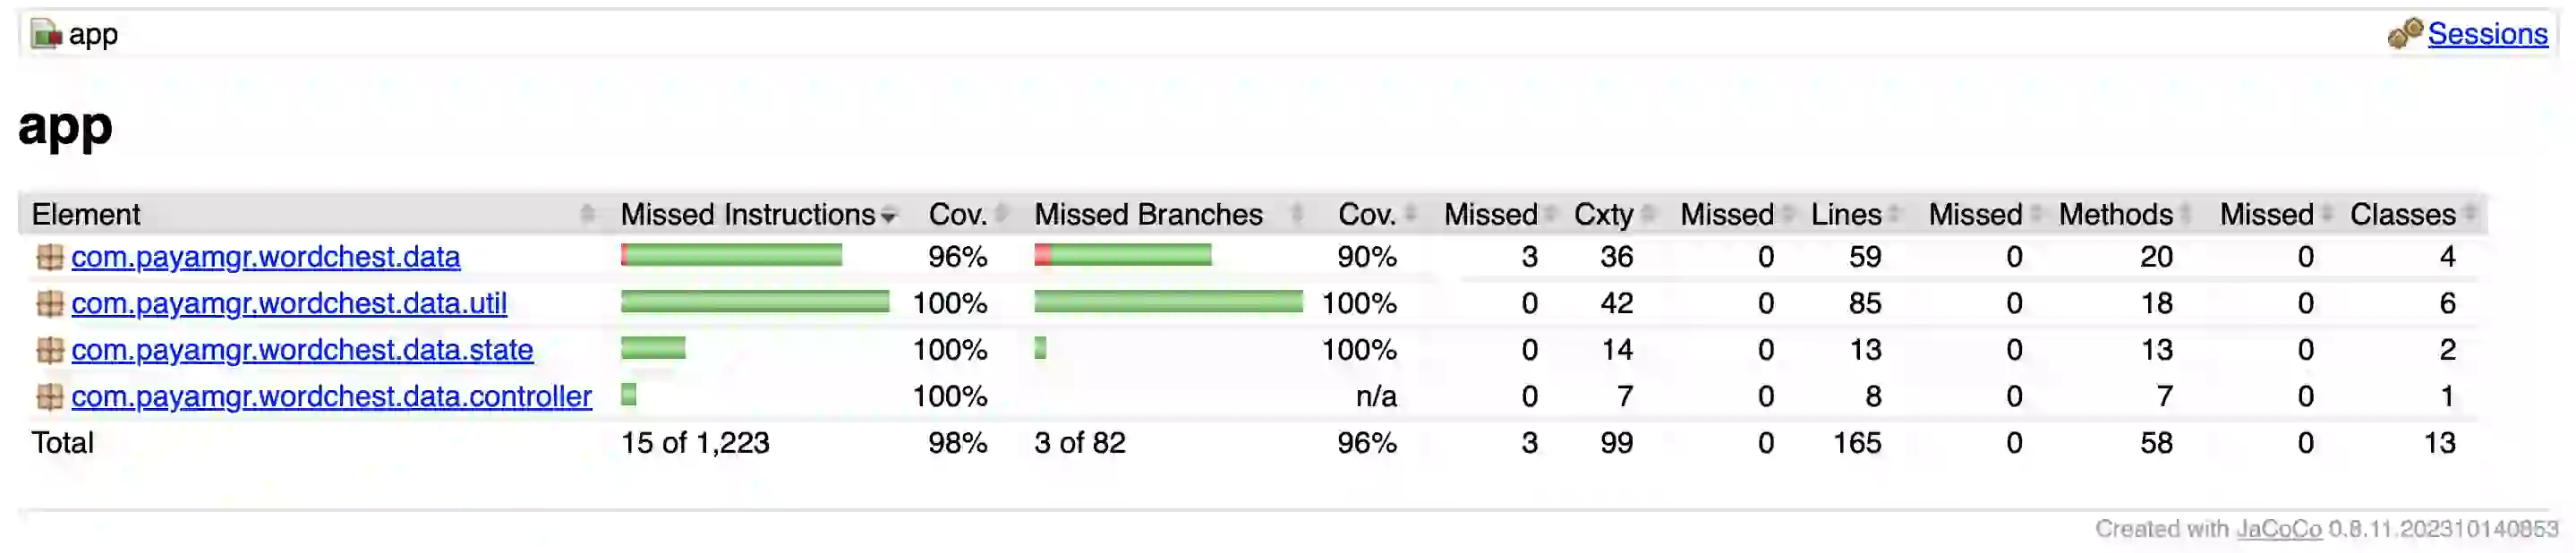 app Sessions
app
Element Missed Instructions Cov. Missed Branches Cov. Missed Cxty Missed Lines Missed Methods Missed Classes
com.payamgr.wordchest.data 96% 90% 3 36 0 59 0 20 0 4
com.payamgr.wordchest.data.util 100% 100% 0 42 0 85 0 18 0 6
com.payamgr.wordchest.data.state 100% 100% 0 14 0 13 0 13 0 2
com.payamgr.wordchest.data.controller 100% n/a 0 7 0 8 0 7 0 1
Total 15 of 1,223 98% 3 of 82 96% 3 99 0 165 0 58 0 13
Created with JaCoCo 0.8.11.202310140853